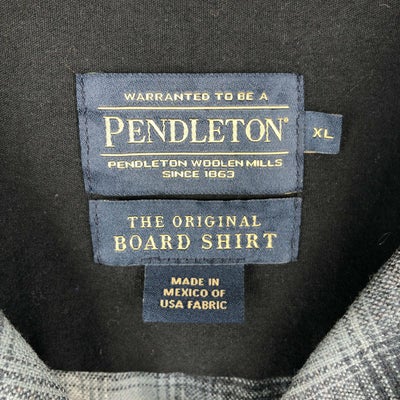 WARRANTED TO BE A
PENDLETON®
PENDLETON WOOLEN MILLS
SINCE 1863
XL
THE ORIGINAL
BOARD SHIRT
MADE IN
MEXICO OF
USA FABRIC